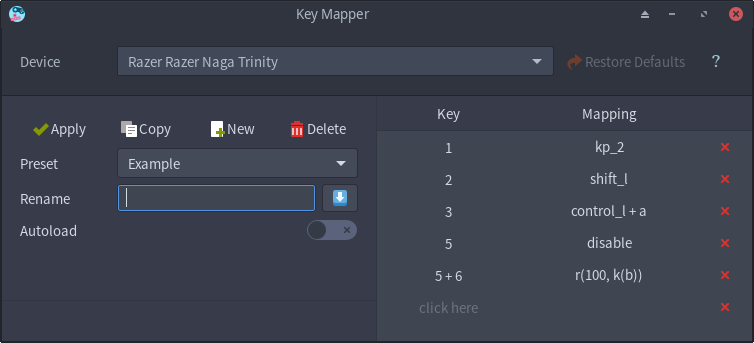 Key Mapper
Device
Razer Razer Naga Trinity
Restore Defaults
?
Apply
Copy
New
Delete
Preset
Example
Rename
Autoload
Key Mapping
1 kp_2
2 shift_l
3 control_l + a
5 disable
5 + 6 r(100, k(b))
click here